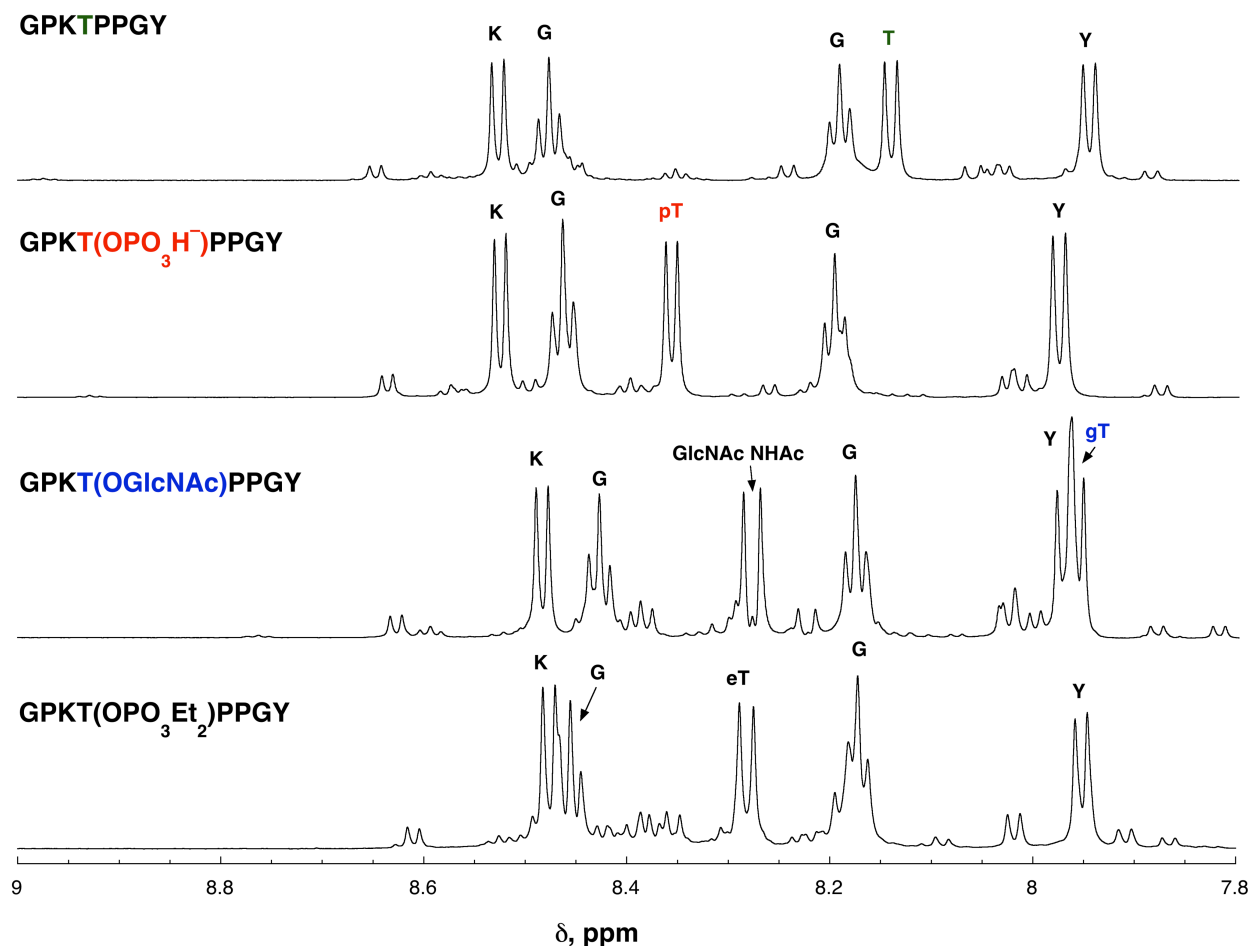 GPKTPPGY
K G G T Y
GPKT(OPO3H−)PPGY
K G pT G Y
GPKT(OGlcNAc)PPGY
K G GlcNAc NHAc G Y gT
GPKT(OPO3Et2)PPGY
K G eT G Y
9 8.8 8.6 8.4 8.2 8 7.8
δ, ppm